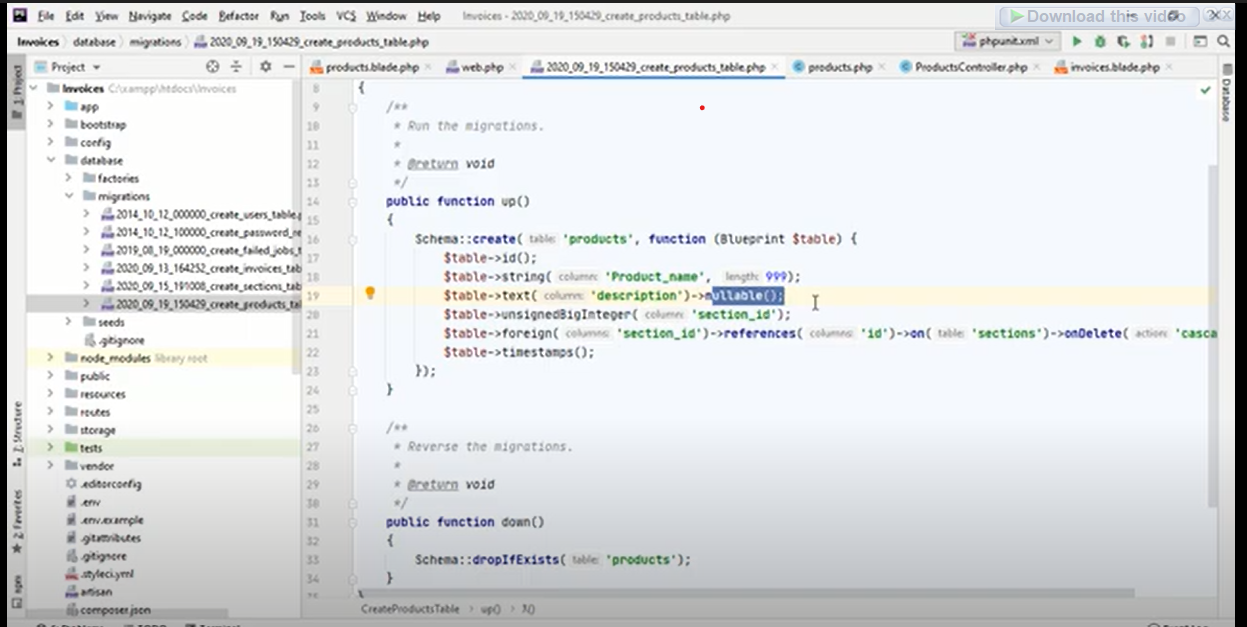 File Edit View Navigate Code Refactor Run Tools VCS Window Help Invoices - 2020_09_19_150429_create_products_table.php
Download this video
Invoices database migrations 2020_09_19_150429_create_products_table.php phpunit.xml
Project
products.blade.php web.php 2020_09_19_150429_create_products_table.php products.php ProductsController.php invoices.blade.php
1: Project
Structure
2: Favorites
npm
Database
Invoices C:\xampp\htdocs\Invoices
app
bootstrap
config
database
factories
migrations
2014_10_12_000000_create_users_table.p
2014_10_12_100000_create_password_re
2019_08_19_000000_create_failed_jobs_t
2020_09_13_164252_create_invoices_tab
2020_09_15_191008_create_sections_tab
2020_09_19_150429_create_products_tal
seeds
.gitignore
node_modules library root
public
resources
routes
storage
tests
vendor
.editorconfig
.env
.env.example
.gitattributes
.gitignore
.styleci.yml
artisan
composer.json
8 {
9 /**
10 * Run the migrations.
11 *
12 * @return void
13 */
14 public function up()
15 {
16 Schema::create( table: 'products', function (Blueprint $table) {
17 $table->id();
18 $table->string( column: 'Product_name', length: 999);
19 $table->text( column: 'description')->nullable();
20 $table->unsignedBigInteger( column: 'section_id');
21 $table->foreign( columns: 'section_id')->references( columns: 'id')->on( table: 'sections')->onDelete( action: 'casca
22 $table->timestamps();
23 });
24 }
25
26 /**
27 * Reverse the migrations.
28 *
29 * @return void
30 */
31 public function down()
32 {
33 Schema::dropIfExists( table: 'products');
34 }
CreateProductsTable up()